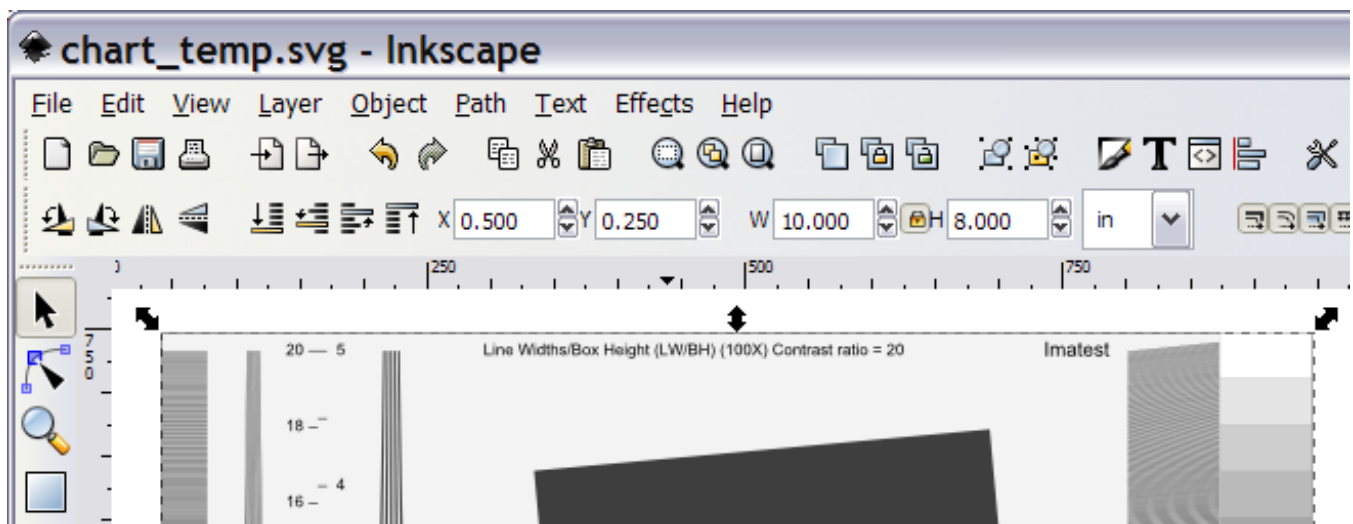 chart_temp.svg - Inkscape
File Edit View Layer Object Path Text Effects Help
X 0.500 Y 0.250 W 10.000 H 8.000 in
250 500 750
750
20 — 5 Line Widths/Box Height (LW/BH) (100X) Contrast ratio = 20 Imatest
18 –
– 4
16 –